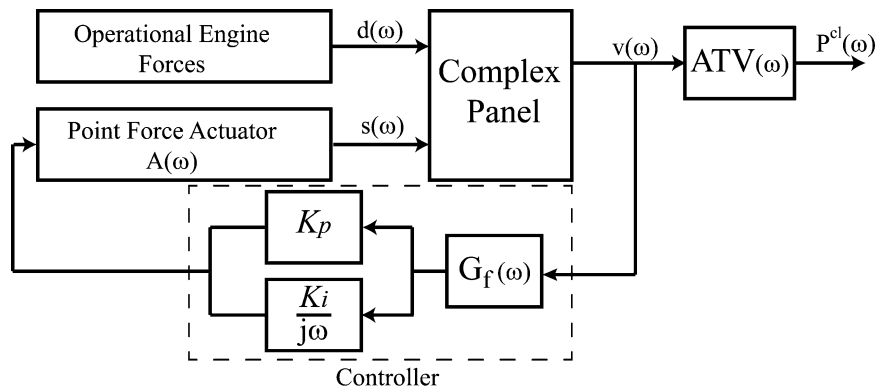 Operational Engine
Forces
d(ω)
Complex
Panel
v(ω)
ATV(ω)
P^cl(ω)
Point Force Actuator
A(ω)
s(ω)
Kp
Gf(ω)
Ki
jω
Controller